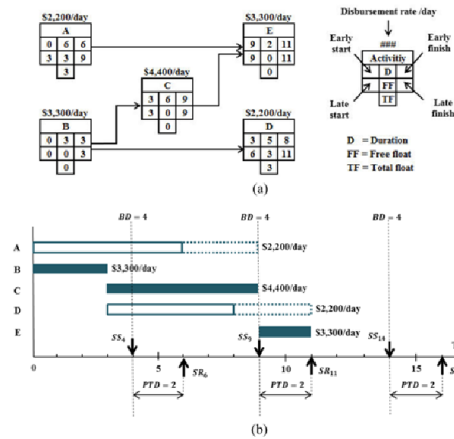 $2,200/day
A
0 6 6
3 3 9
3
$3,300/day
E
9 2 11
9 0 11
0
$4,400/day
C
3 6 9
3 0 9
0
$3,300/day
B
0 3 3
0 0 3
0
$2,200/day
D
3 5 8
6 3 11
3
Disbursement rate /day
###
Early start
Early finish
Activitiy
D
FF
TF
Late start
Late finish
D = Duration
FF = Free float
TF = Total float
(a)
BD = 4
BD = 4
BD = 4
A
$2,200/day
B
$3,300/day
C
$4,400/day
D
$2,200/day
E
$3,300/day
SS4
SS9
SS14
T
0
5
10
15
SR6
SR11
S
PTD = 2
PTD = 2
PTD = 2
(b)